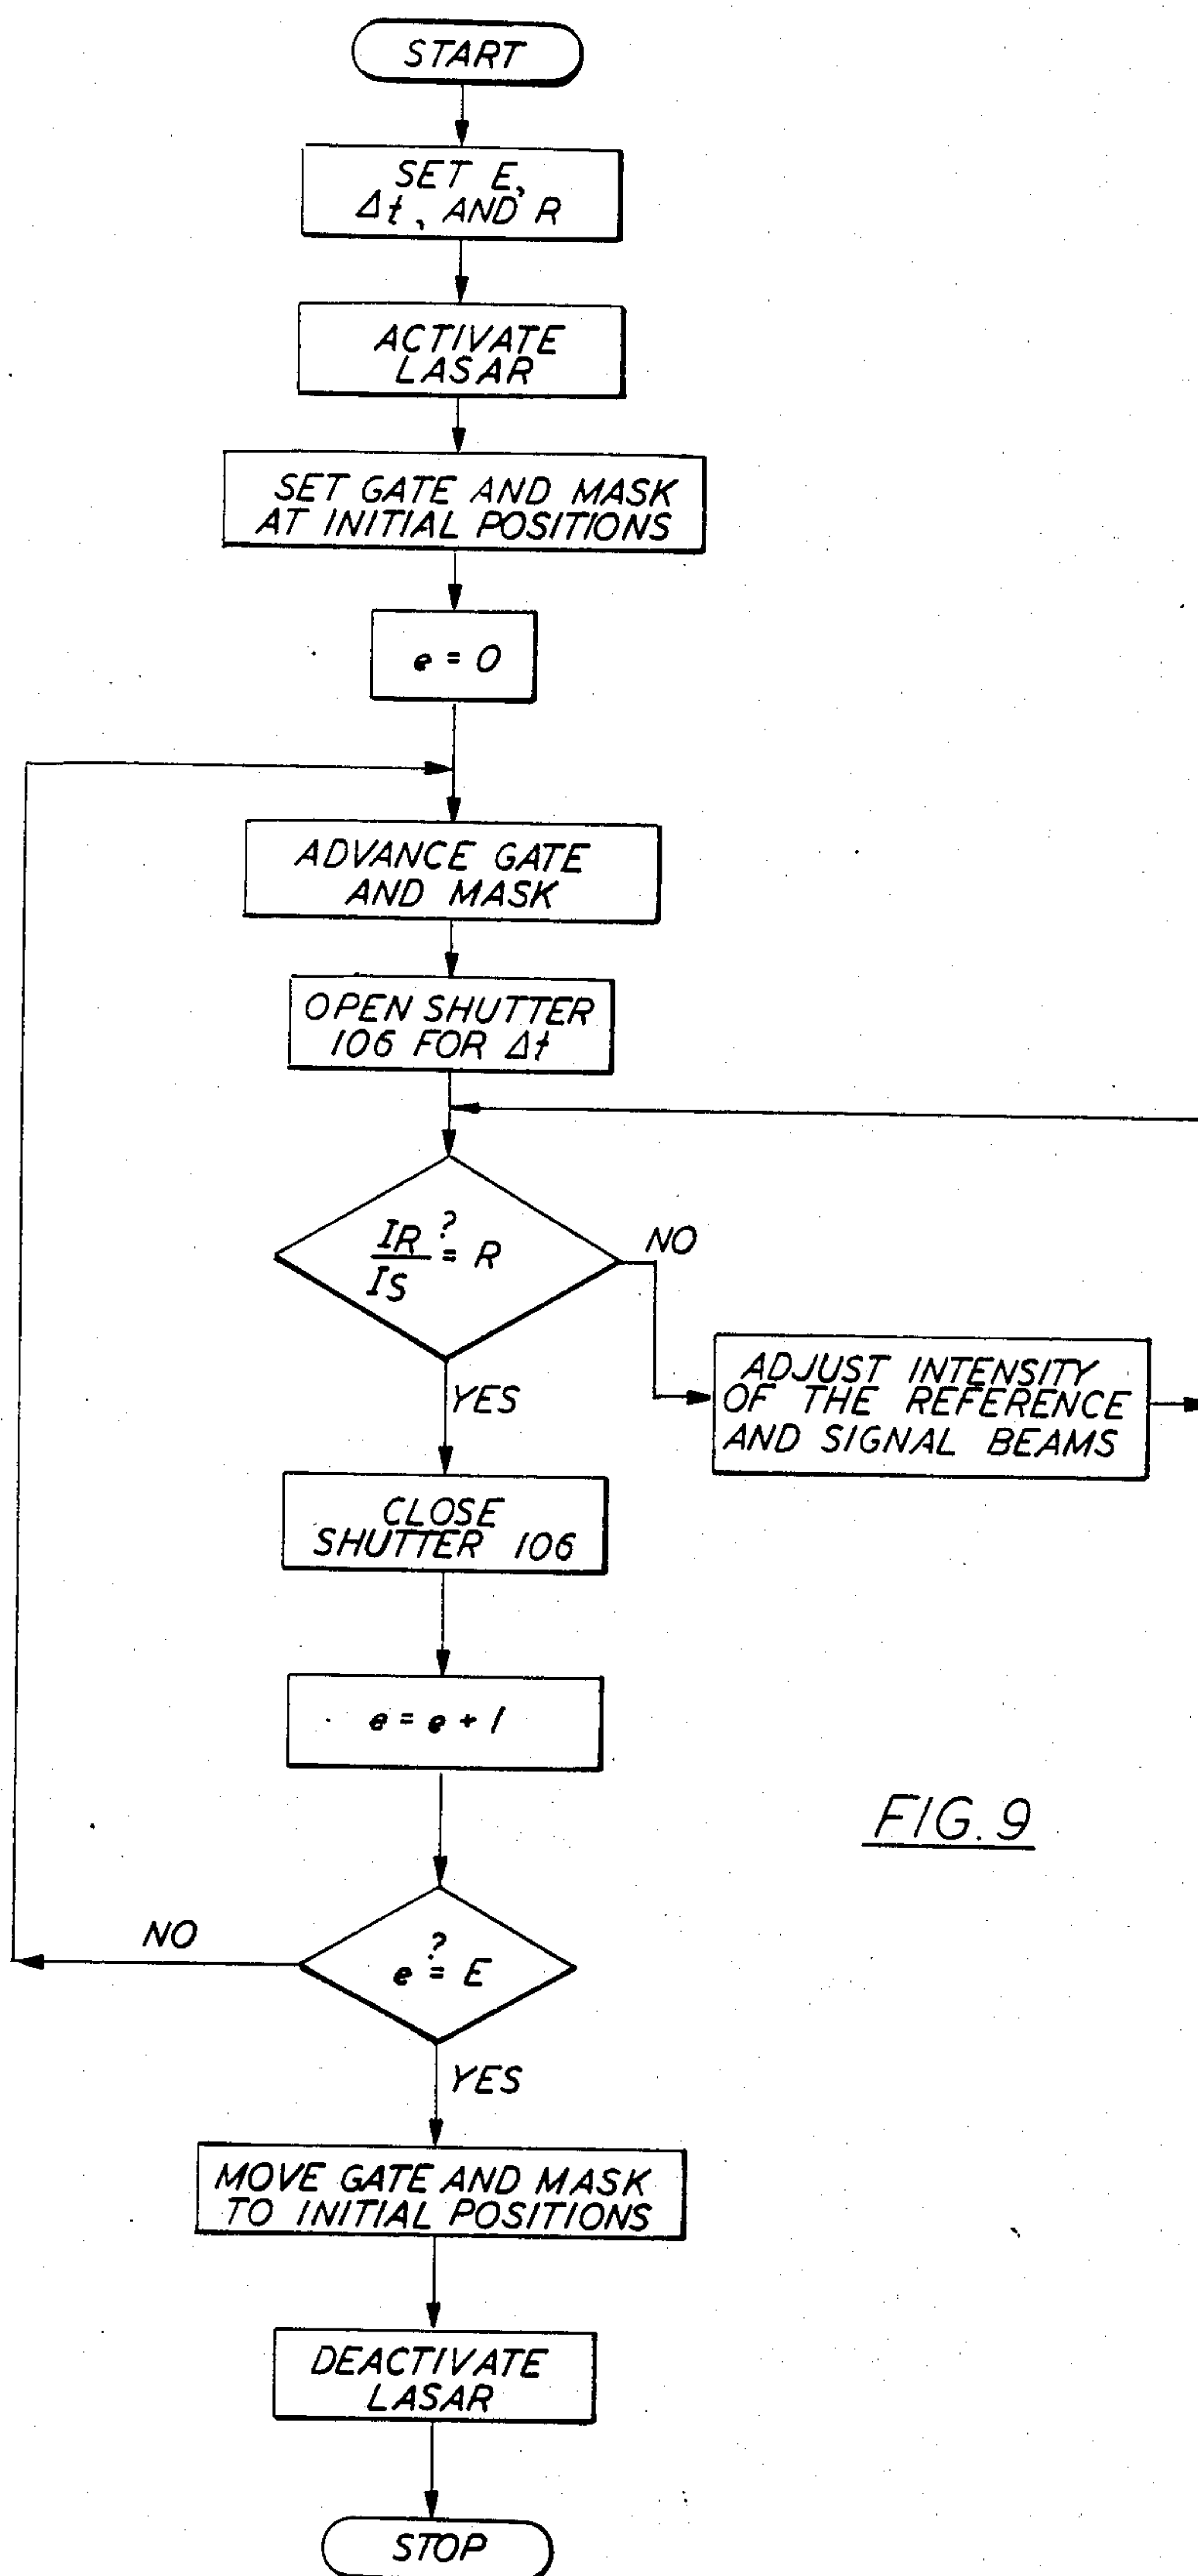 START
SET E,
Δt, AND R
ACTIVATE
LASAR
SET GATE AND MASK
AT INITIAL POSITIONS
e = 0
ADVANCE GATE
AND MASK
OPEN SHUTTER
106 FOR Δt
IR/IS ?= R
NO
ADJUST INTENSITY
OF THE REFERENCE
AND SIGNAL BEAMS
YES
CLOSE
SHUTTER 106
e = e + 1
FIG. 9
NO
e ?= E
YES
MOVE GATE AND MASK
TO INITIAL POSITIONS
DEACTIVATE
LASAR
STOP